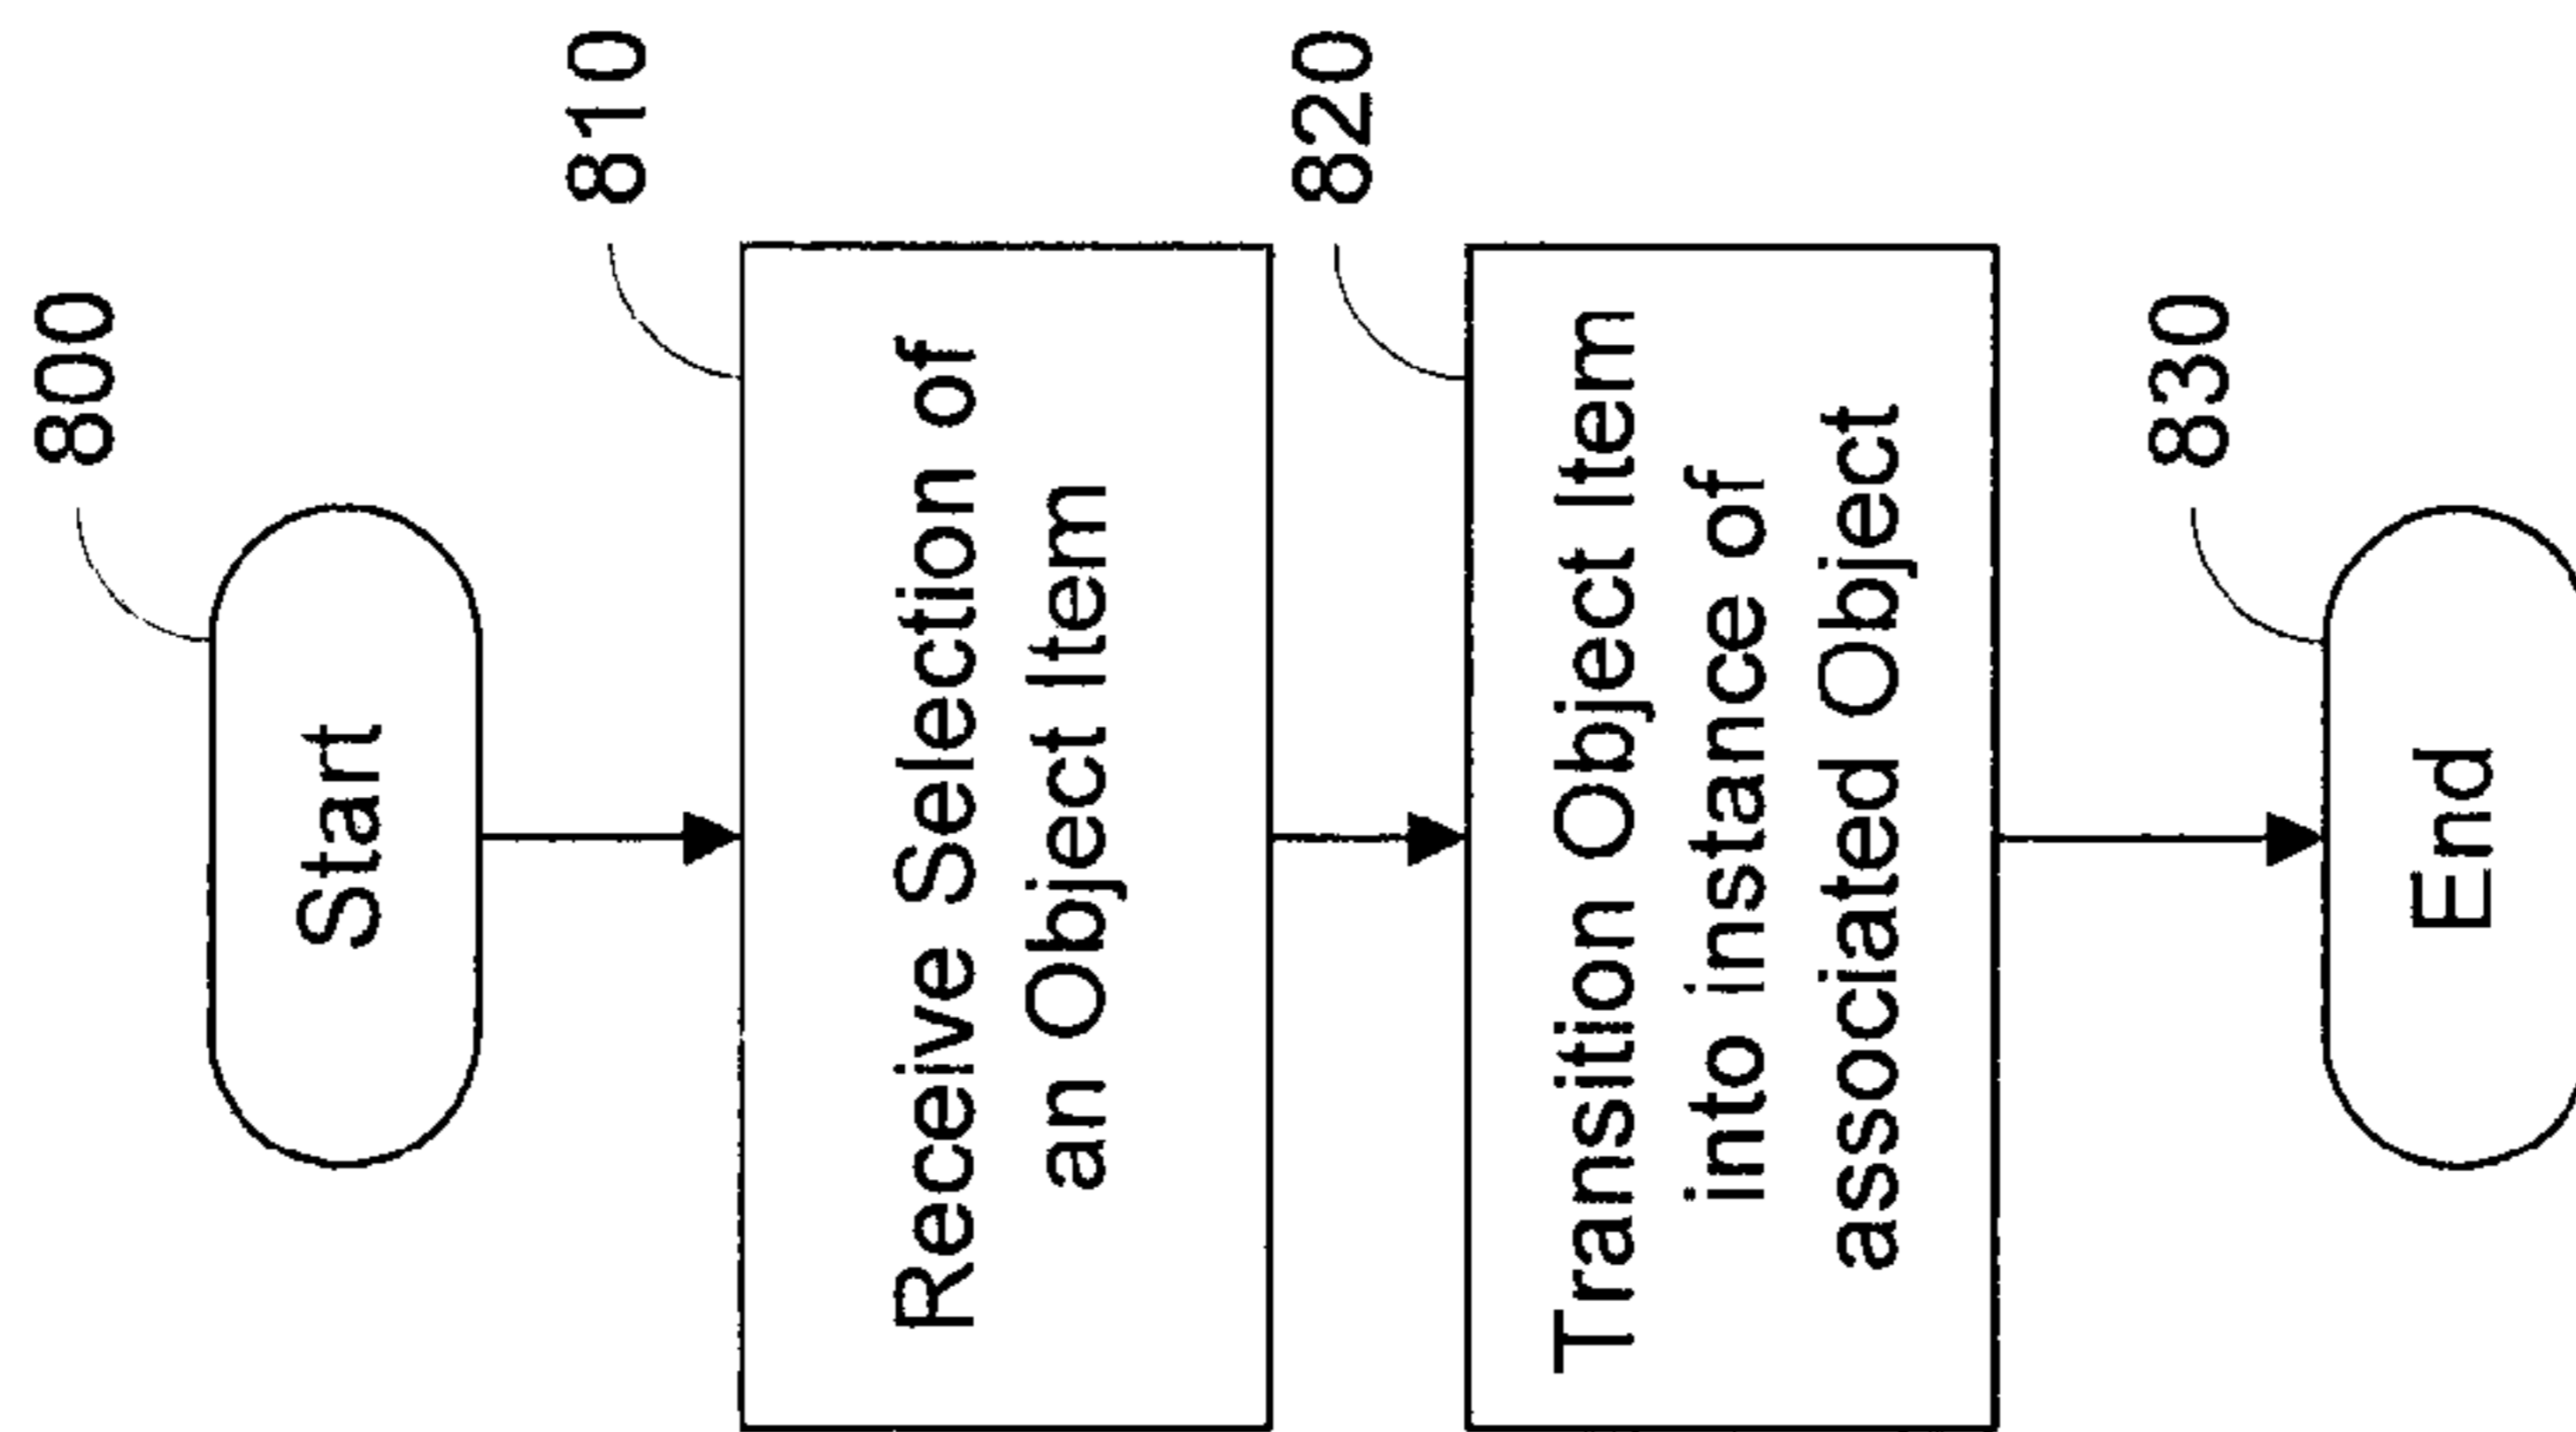 800
Start
810
Receive Selection of
an Object Item
820
Transition Object Item
into instance of
associated Object
830
End